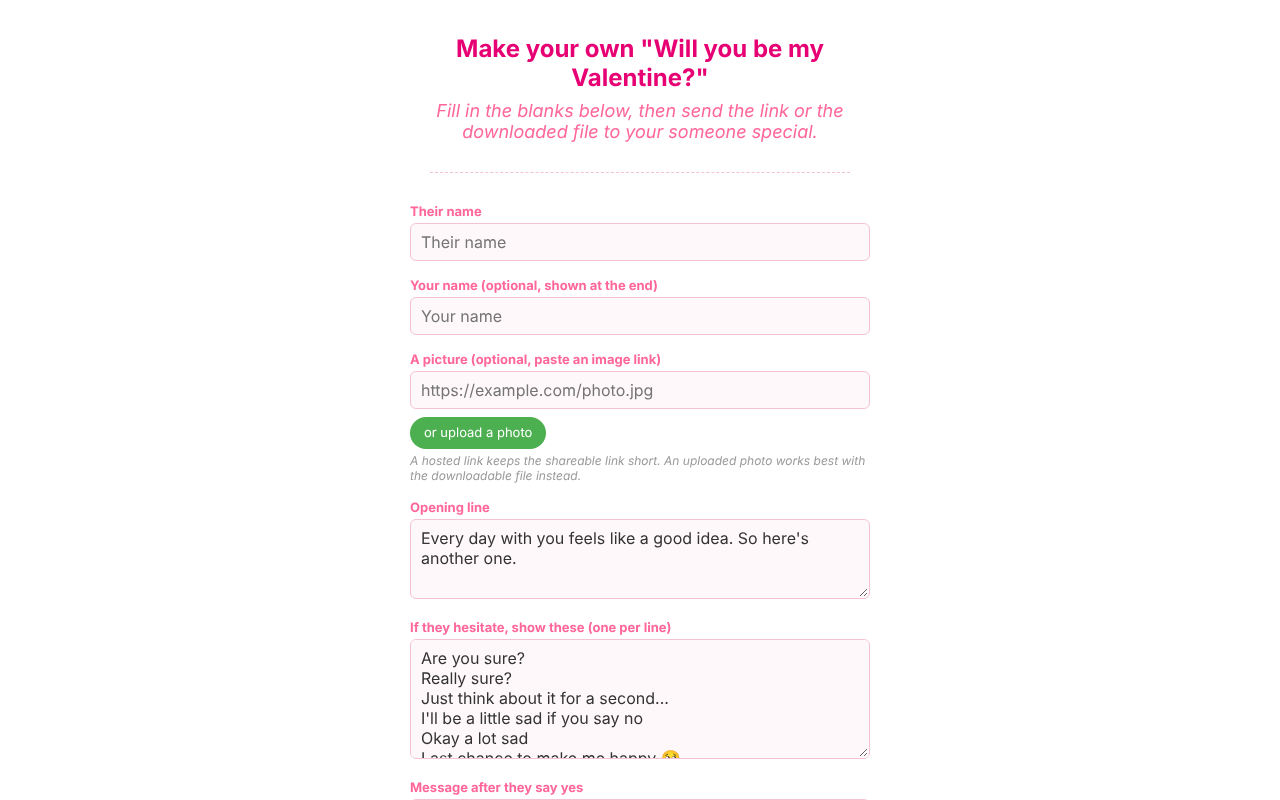 Make your own "Will you be my
Valentine?"
Fill in the blanks below, then send the link or the
downloaded file to your someone special.
Their name
Their name
Your name (optional, shown at the end)
Your name
A picture (optional, paste an image link)
https://example.com/photo.jpg
or upload a photo
A hosted link keeps the shareable link short. An uploaded photo works best with
the downloadable file instead.
Opening line
Every day with you feels like a good idea. So here's
another one.
If they hesitate, show these (one per line)
Are you sure?
Really sure?
Just think about it for a second...
I'll be a little sad if you say no
Okay a lot sad
Last chance to make me happy 🥺
Message after they say yes